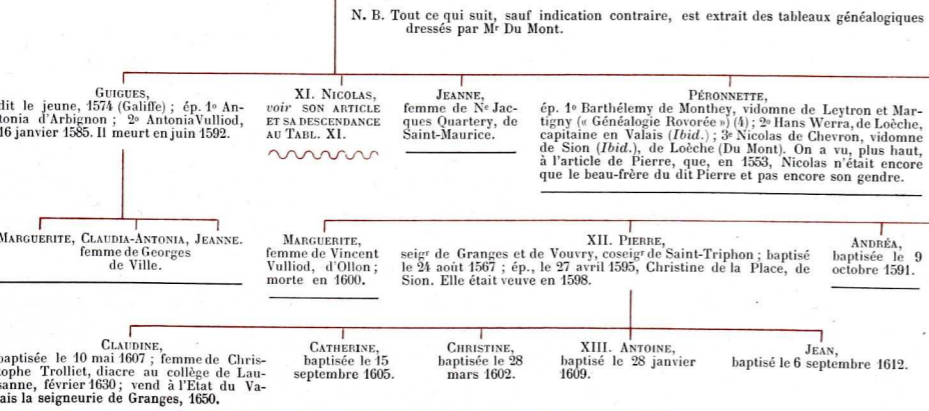 N. B. Tout ce qui suit, sauf indication contraire, est extrait des tableaux généalogiques
dressés par Mr Du Mont.
GUIGUES,
dit le jeune, 1574 (Galiffe) ; ép. 1º An-
tonia d'Arbignon ; 2º Antonia Vulliod,
16 janvier 1585. Il meurt en juin 1592.
XI. NICOLAS,
voir SON ARTICLE
ET SA DESCENDANCE
AU TABL. XI.
JEANNE,
femme de Ne Jac-
ques Quartery, de
Saint-Maurice.
PÉRONNETTE,
ép. 1º Barthélemy de Monthey, vidomne de Leytron et Mar-
tigny (« Généalogie Rovorée ») (4) ; 2º Hans Werra, de Loèche,
capitaine en Valais (Ibid.) ; 3e Nicolas de Chevron, vidomne
de Sion (Ibid.), de Loèche (Du Mont). On a vu, plus haut,
à l'article de Pierre, que, en 1553, Nicolas n'était encore
que le beau-frère du dit Pierre et pas encore son gendre.
MARGUERITE, CLAUDIA-ANTONIA, JEANNE.
femme de Georges
de Ville.
MARGUERITE,
femme de Vincent
Vulliod, d'Ollon ;
morte en 1600.
XII. PIERRE,
seigr de Granges et de Vouvry, coseigr de Saint-Triphon ; baptisé
le 24 août 1567 ; ép., le 27 avril 1595, Christine de la Place, de
Sion. Elle était veuve en 1598.
ANDRÉA,
baptisée le 9
octobre 1591.
CLAUDINE,
baptisée le 10 mai 1607 ; femme de Chris-
tophe Trolliet, diacre au collège de Lau-
sanne, février 1630 ; vend à l'Etat du Va-
lais la seigneurie de Granges, 1650.
CATHERINE,
baptisée le 15
septembre 1605.
CHRISTINE,
baptisée le 28
mars 1602.
XIII. ANTOINE,
baptisé le 28 janvier
1609.
JEAN,
baptisé le 6 septembre 1612.